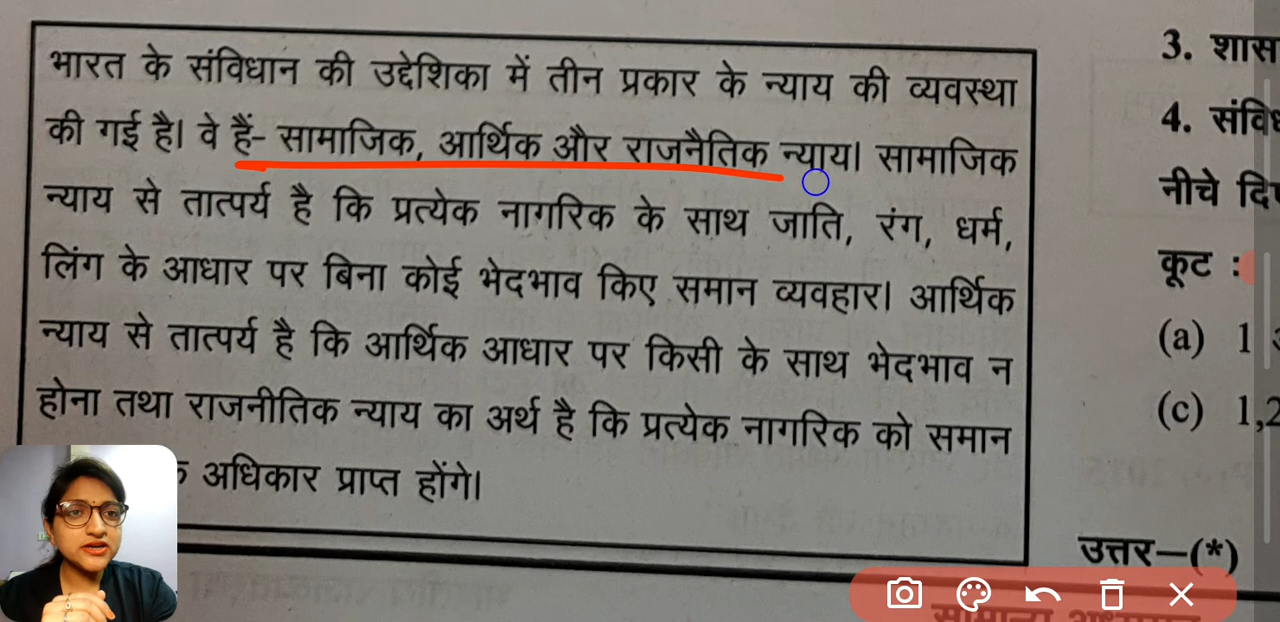 भारत के संविधान की उद्देशिका में तीन प्रकार के न्याय की व्यवस्था
की गई है। वे हैं- सामाजिक, आर्थिक और राजनैतिक न्याय। सामाजिक
न्याय से तात्पर्य है कि प्रत्येक नागरिक के साथ जाति, रंग, धर्म,
लिंग के आधार पर बिना कोई भेदभाव किए समान व्यवहार। आर्थिक
न्याय से तात्पर्य है कि आर्थिक आधार पर किसी के साथ भेदभाव न
होना तथा राजनीतिक न्याय का अर्थ है कि प्रत्येक नागरिक को समान
अधिकार प्राप्त होंगे।
3.
4.
नीचे
कूट :
(a) 1
(c) 1,2
उत्तर—(*)